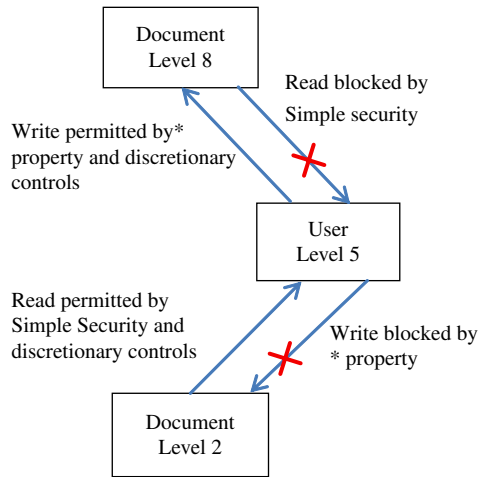 Document
Level 8
Read blocked by
Simple security
Write permitted by*
property and discretionary
controls
User
Level 5
Read permitted by
Simple Security and
discretionary controls
Write blocked by
* property
Document
Level 2